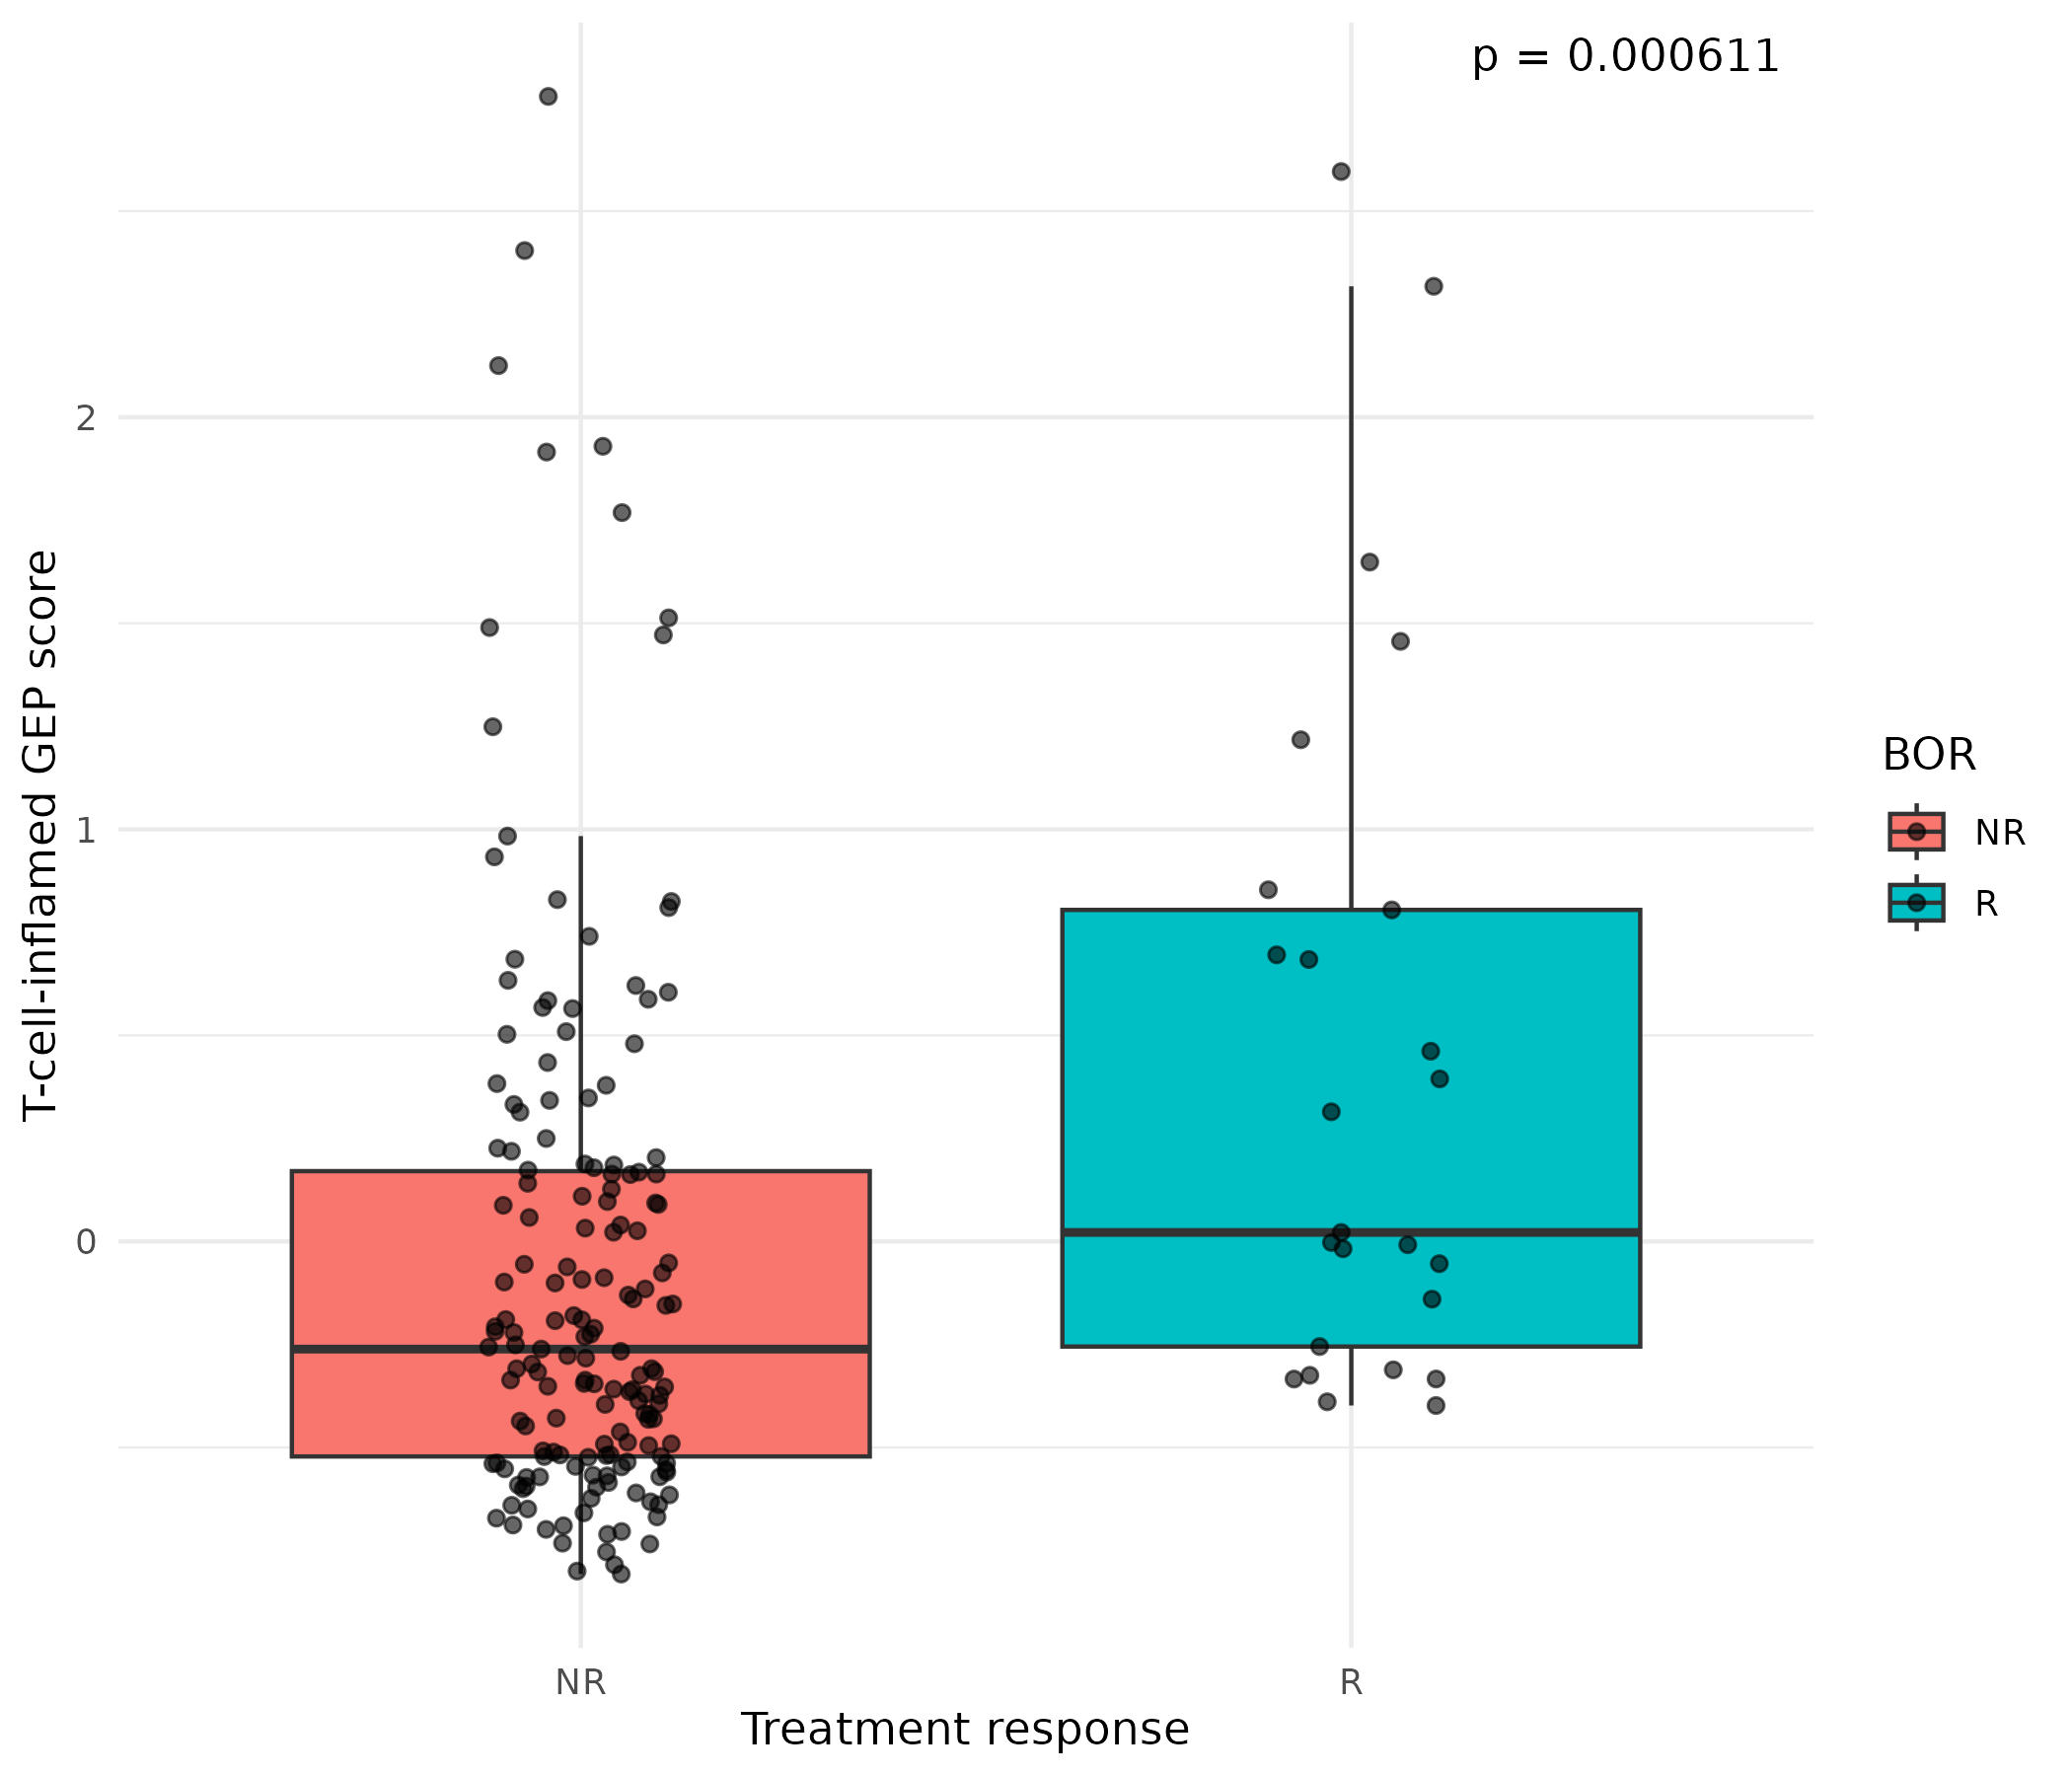 p = 0.000611
T-cell-inflamed GEP score
2
1
0
NR
R
Treatment response
BOR
NR
R